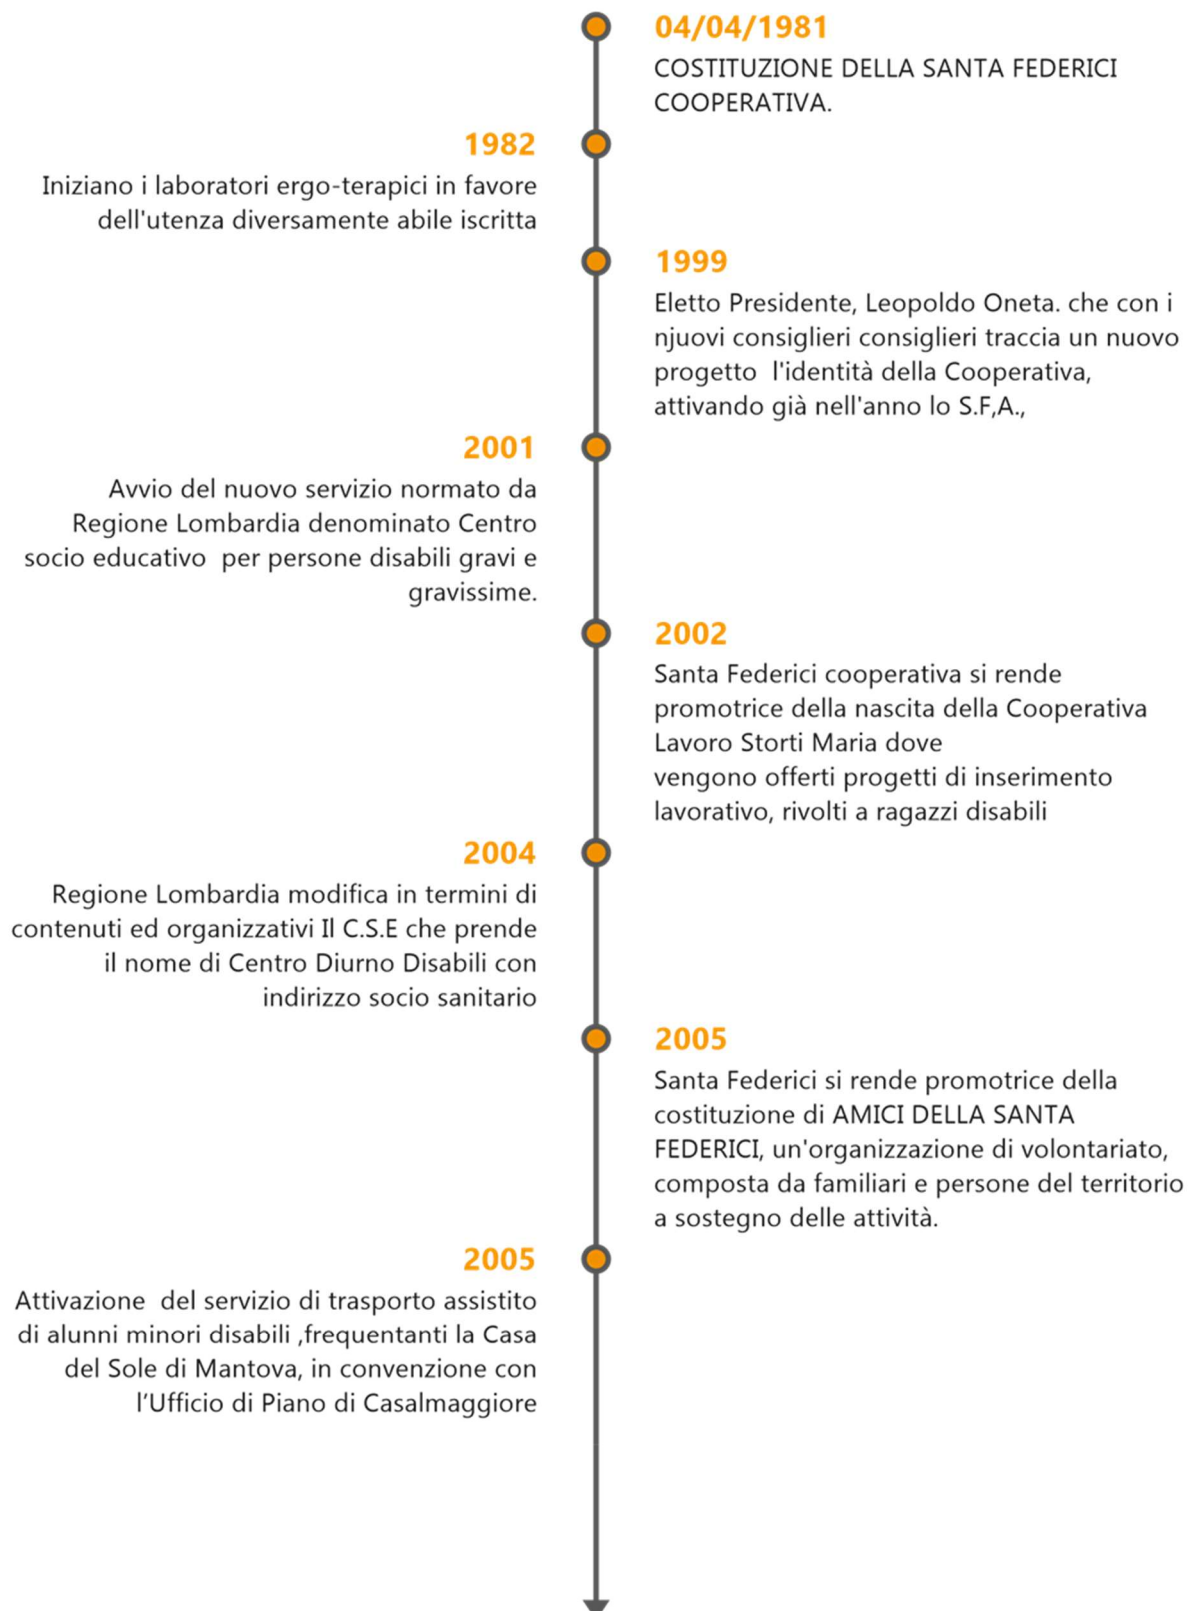 04/04/1981
COSTITUZIONE DELLA SANTA FEDERICI
COOPERATIVA.
1982
Iniziano i laboratori ergo-terapici in favore
dell'utenza diversamente abile iscritta
1999
Eletto Presidente, Leopoldo Oneta. che con i
njuovi consiglieri consiglieri traccia un nuovo
progetto  l'identità della Cooperativa,
attivando già nell'anno lo S.F,A.,
2001
Avvio del nuovo servizio normato da
Regione Lombardia denominato Centro
socio educativo  per persone disabili gravi e
gravissime.
2002
Santa Federici cooperativa si rende
promotrice della nascita della Cooperativa
Lavoro Storti Maria dove
vengono offerti progetti di inserimento
lavorativo, rivolti a ragazzi disabili
2004
Regione Lombardia modifica in termini di
contenuti ed organizzativi Il C.S.E che prende
il nome di Centro Diurno Disabili con
indirizzo socio sanitario
2005
Santa Federici si rende promotrice della
costituzione di AMICI DELLA SANTA
FEDERICI, un'organizzazione di volontariato,
composta da familiari e persone del territorio
a sostegno delle attività.
2005
Attivazione  del servizio di trasporto assistito
di alunni minori disabili ,frequentanti la Casa
del Sole di Mantova, in convenzione con
l’Ufficio di Piano di Casalmaggiore